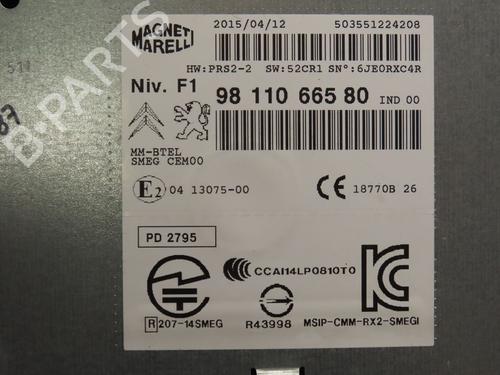 MAGNETI
MARELLI
2015/04/12 503551224208
HW:PRS2-2 SW:52CR1 SN°:6JE0RXC4R
Niv. F1 98 110 665 80 IND 00
MM-BTEL
SMEG CEM00
E2 04 13075-00 CE 18770B 26
PD 2795
CCAI14LP0810T0
R 207-14SMEG R43998 MSIP-CMM-RX2-SMEGI
511
87
B-PARTS